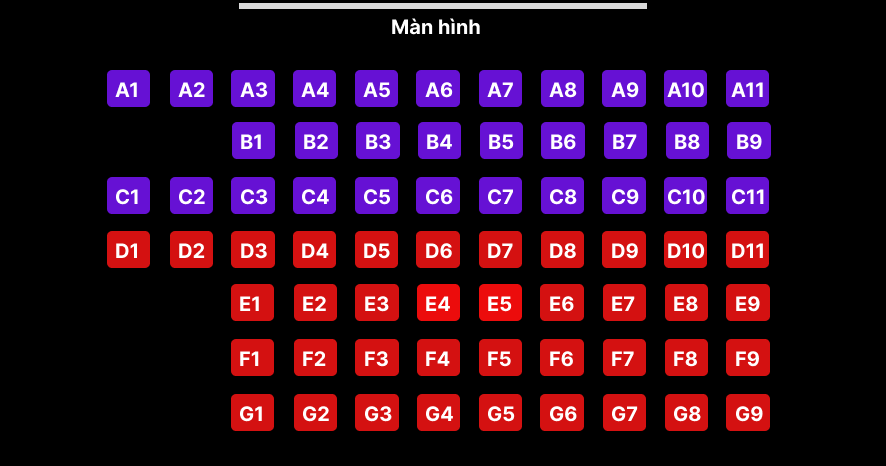 Màn hình
A1 A2 A3 A4 A5 A6 A7 A8 A9 A10 A11
B1 B2 B3 B4 B5 B6 B7 B8 B9
C1 C2 C3 C4 C5 C6 C7 C8 C9 C10 C11
D1 D2 D3 D4 D5 D6 D7 D8 D9 D10 D11
E1 E2 E3 E4 E5 E6 E7 E8 E9
F1 F2 F3 F4 F5 F6 F7 F8 F9
G1 G2 G3 G4 G5 G6 G7 G8 G9